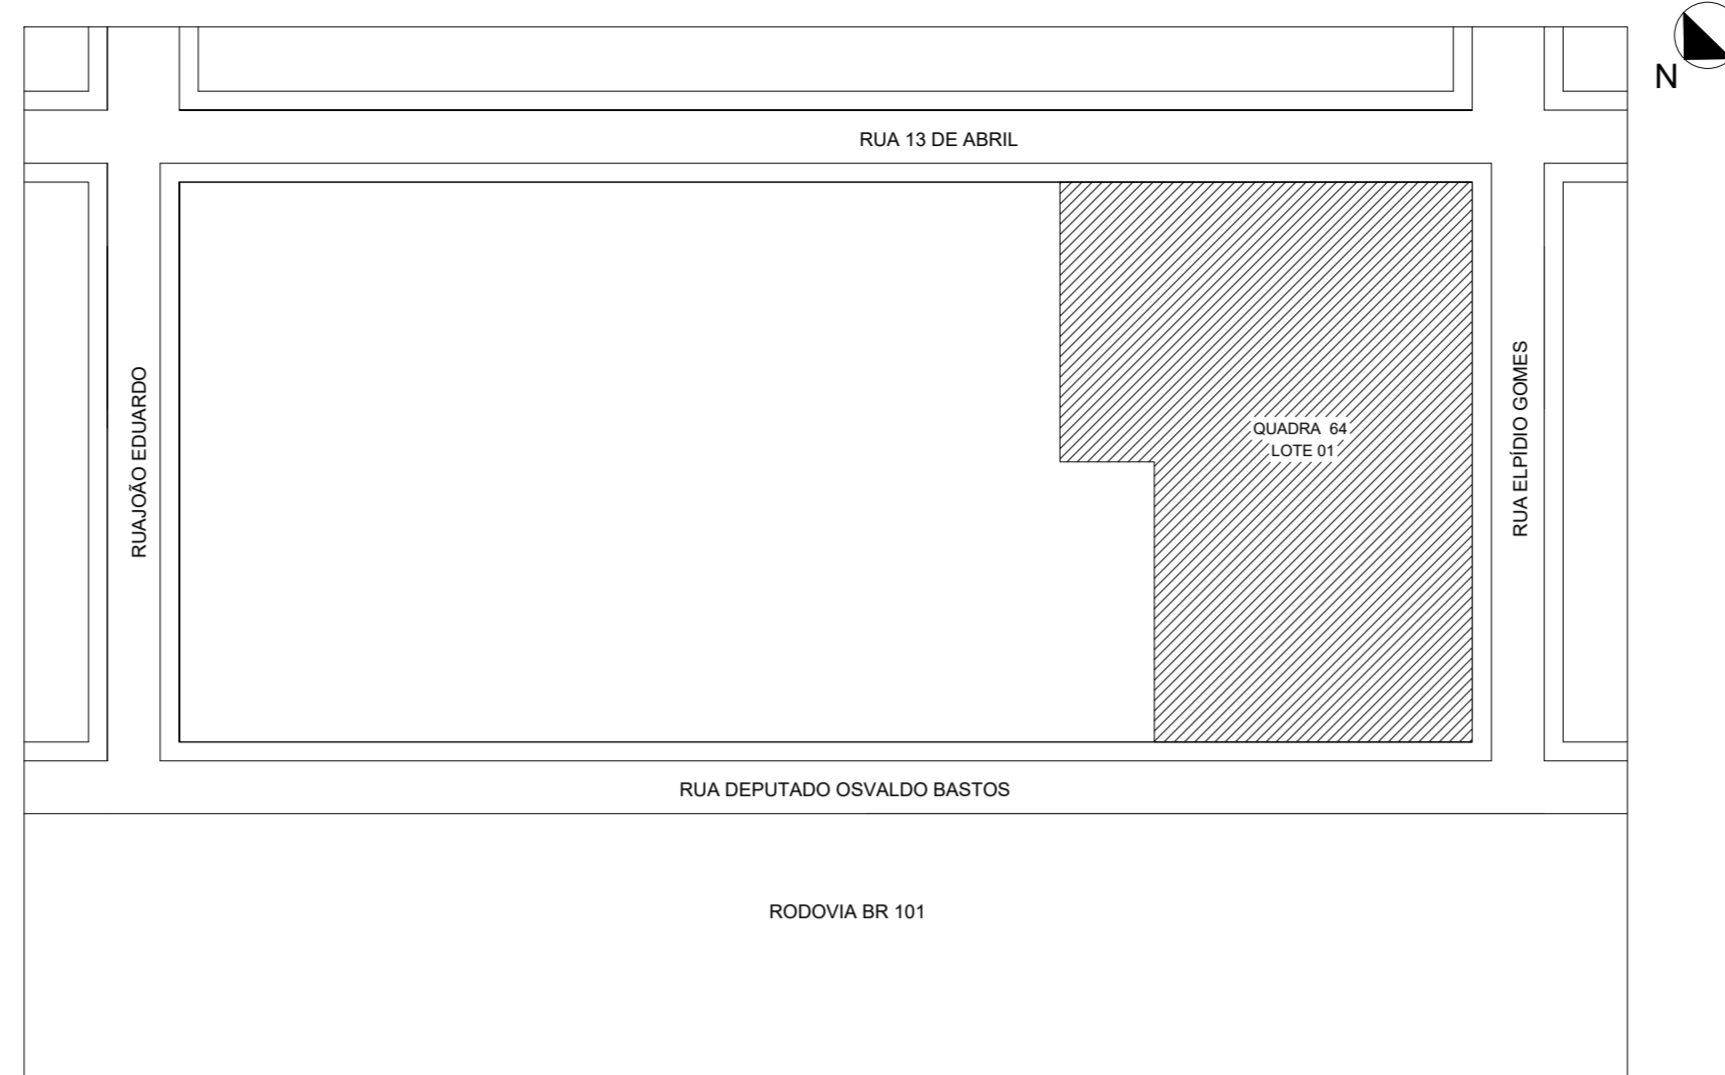 N
RUA 13 DE ABRIL
RUAJOÃO EDUARDO
QUADRA 64
LOTE 01
RUA ELPÍDIO GOMES
RUA DEPUTADO OSVALDO BASTOS
RODOVIA BR 101